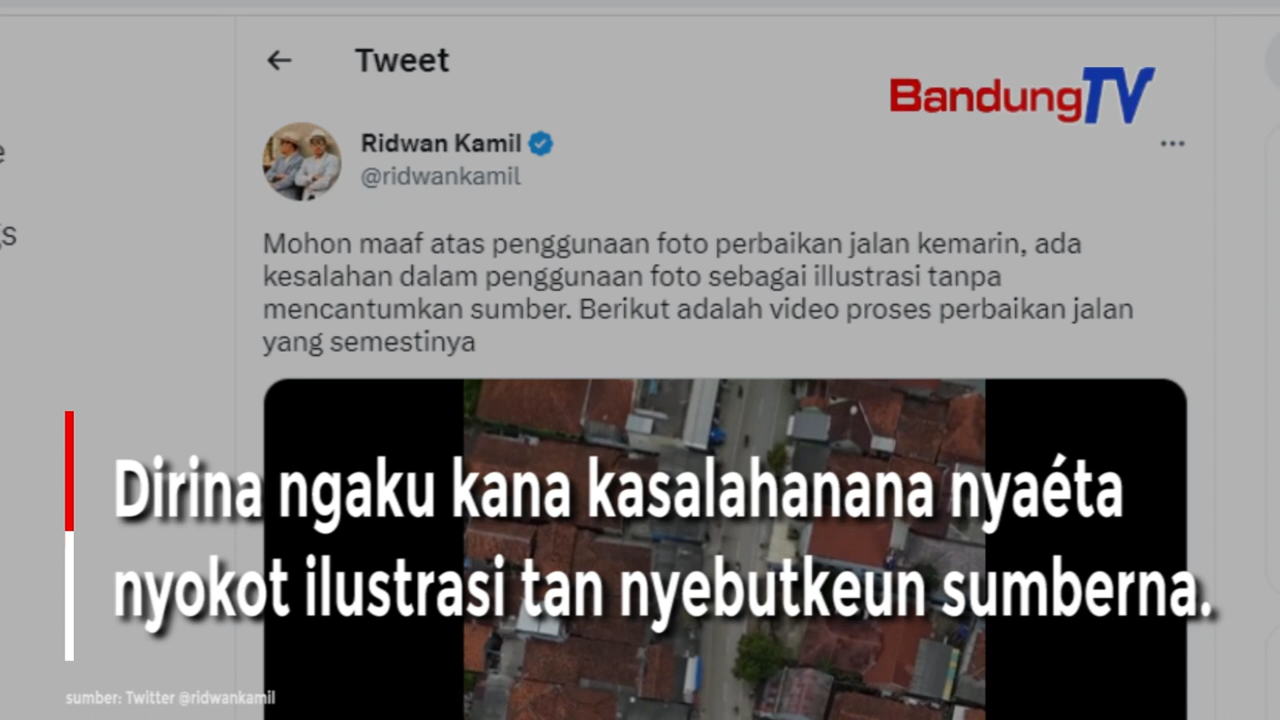 Tweet
BandungTV
Ridwan Kamil
@ridwankamil
Mohon maaf atas penggunaan foto perbaikan jalan kemarin, ada
kesalahan dalam penggunaan foto sebagai illustrasi tanpa
mencantumkan sumber. Berikut adalah video proses perbaikan jalan
yang semestinya
Dirina ngaku kana kasalahanana nyaéta
nyokot ilustrasi tan nyebutkeun sumberna.
sumber: Twitter @ridwankamil